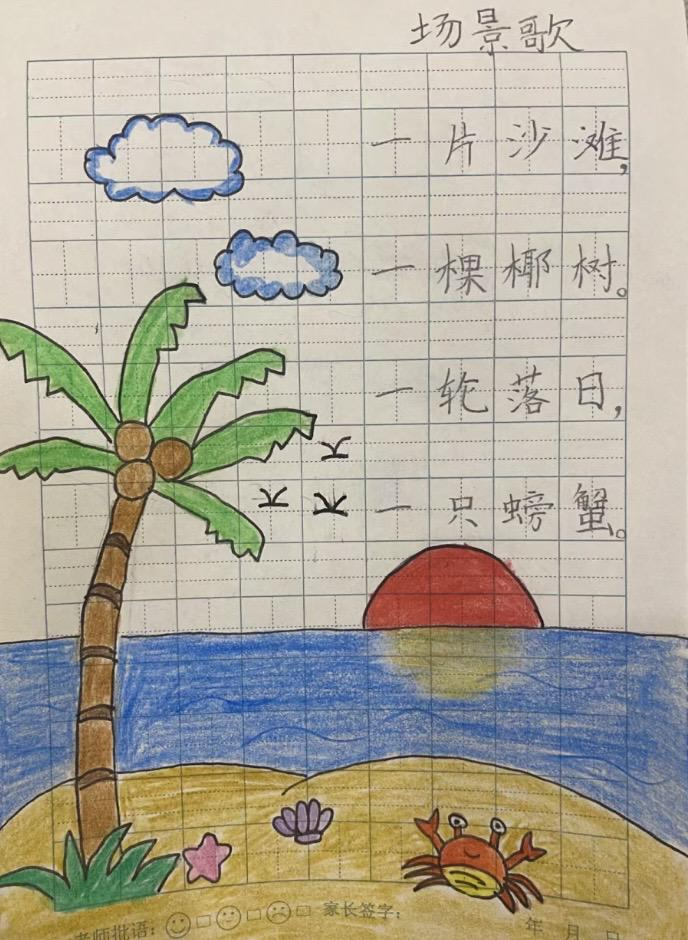 场景歌
一片沙滩,
一棵椰树。
一轮落日,
一只螃蟹。
老师批语: 家长签字:
年 月 日